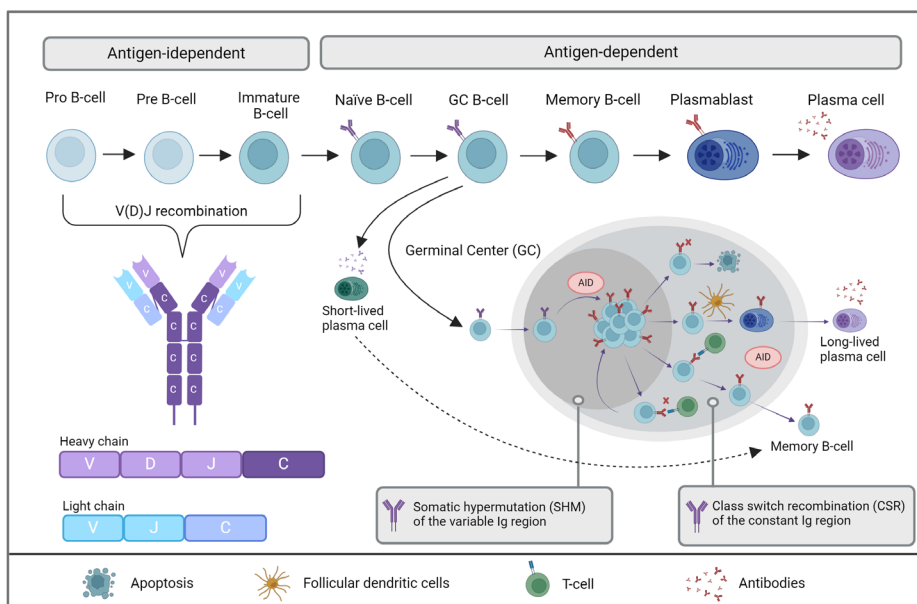 Antigen-idependent
Antigen-dependent
Pro B-cell
Pre B-cell
Immature
B-cell
Naïve B-cell
GC B-cell
Memory B-cell
Plasmablast
Plasma cell
V(D)J recombination
V
V
V
V
C
C
C
C
C
C
C
C
Short-lived
plasma cell
Germinal Center (GC)
AID
AID
Long-lived
plasma cell
Memory B-cell
Heavy chain
V D J C
Light chain
V J C
Somatic hypermutation (SHM)
of the variable Ig region
Class switch recombination (CSR)
of the constant Ig region
Apoptosis
Follicular dendritic cells
T-cell
Antibodies